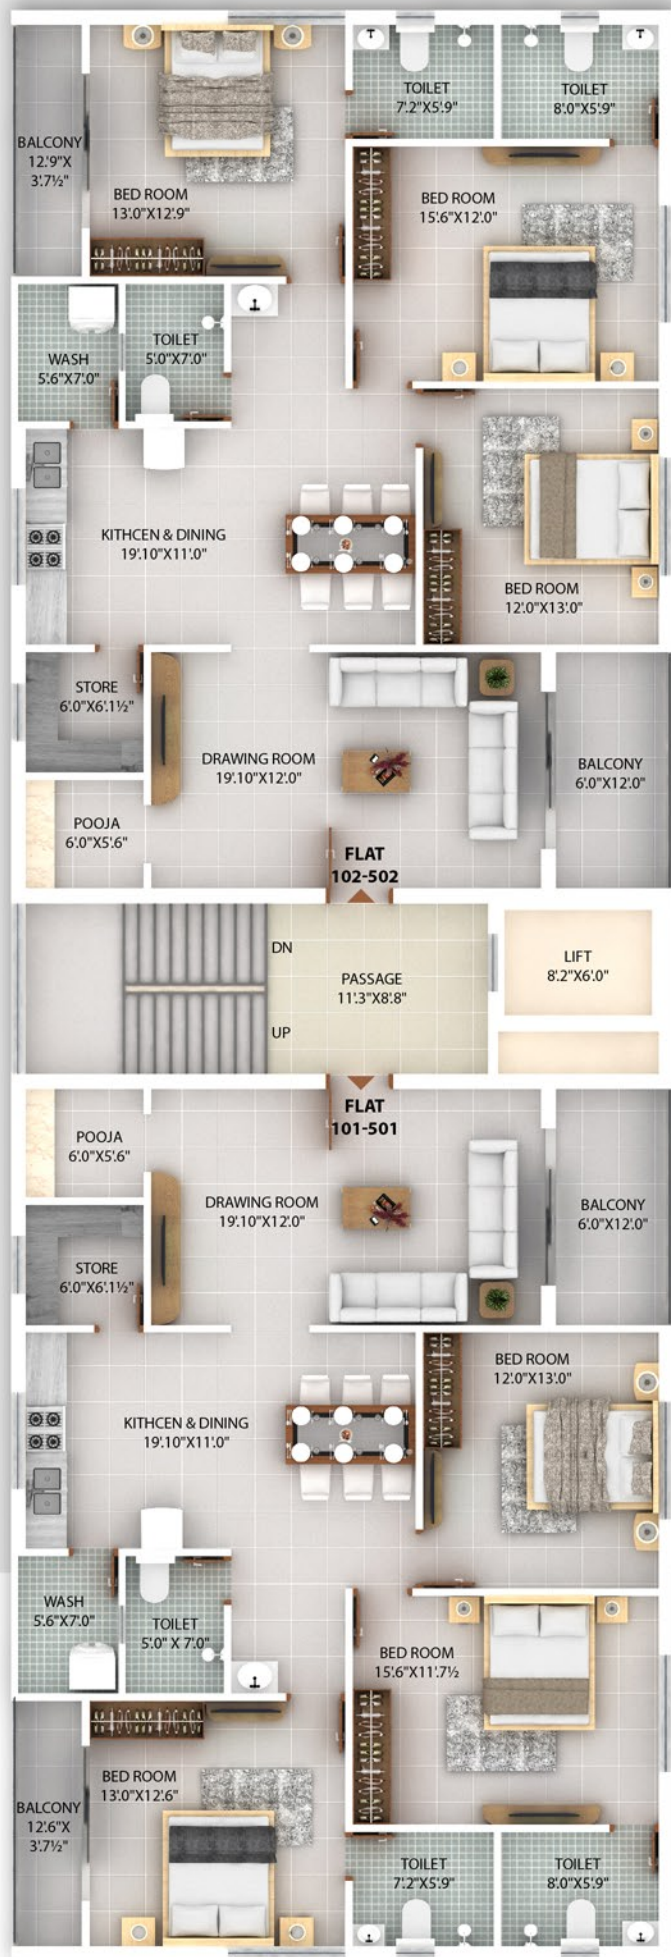 TOILET
7'.2"X5'.9"
TOILET
8'.0"X5'.9"
BALCONY
12'.9"X
3'.7½"
BED ROOM
13'.0"X12'.9"
BED ROOM
15'.6"X12'.0"
WASH
5'.6"X7'.0"
TOILET
5'.0"X7'.0"
KITHCEN & DINING
19'.10"X11'.0"
BED ROOM
12'.0"X13'.0"
STORE
6'.0"X6'.1½"
DRAWING ROOM
19'.10"X12'.0"
BALCONY
6'.0"X12'.0"
POOJA
6'.0"X5'.6"
FLAT
102-502
DN
PASSAGE
11'.3"X8'.8"
LIFT
8'.2"X6'.0"
UP
FLAT
101-501
POOJA
6'.0"X5'.6"
DRAWING ROOM
19'.10"X12'.0"
BALCONY
6'.0"X12'.0"
STORE
6'.0"X6'.1½"
BED ROOM
12'.0"X13'.0"
KITHCEN & DINING
19'.10"X11'.0"
WASH
5'.6"X7'.0"
TOILET
5'.0" X 7'.0"
BED ROOM
15'.6"X11'.7½
BED ROOM
13'.0"X12'.6"
BALCONY
12'.6"X
3'.7½"
TOILET
7'.2"X5'.9"
TOILET
8'.0"X5'.9"